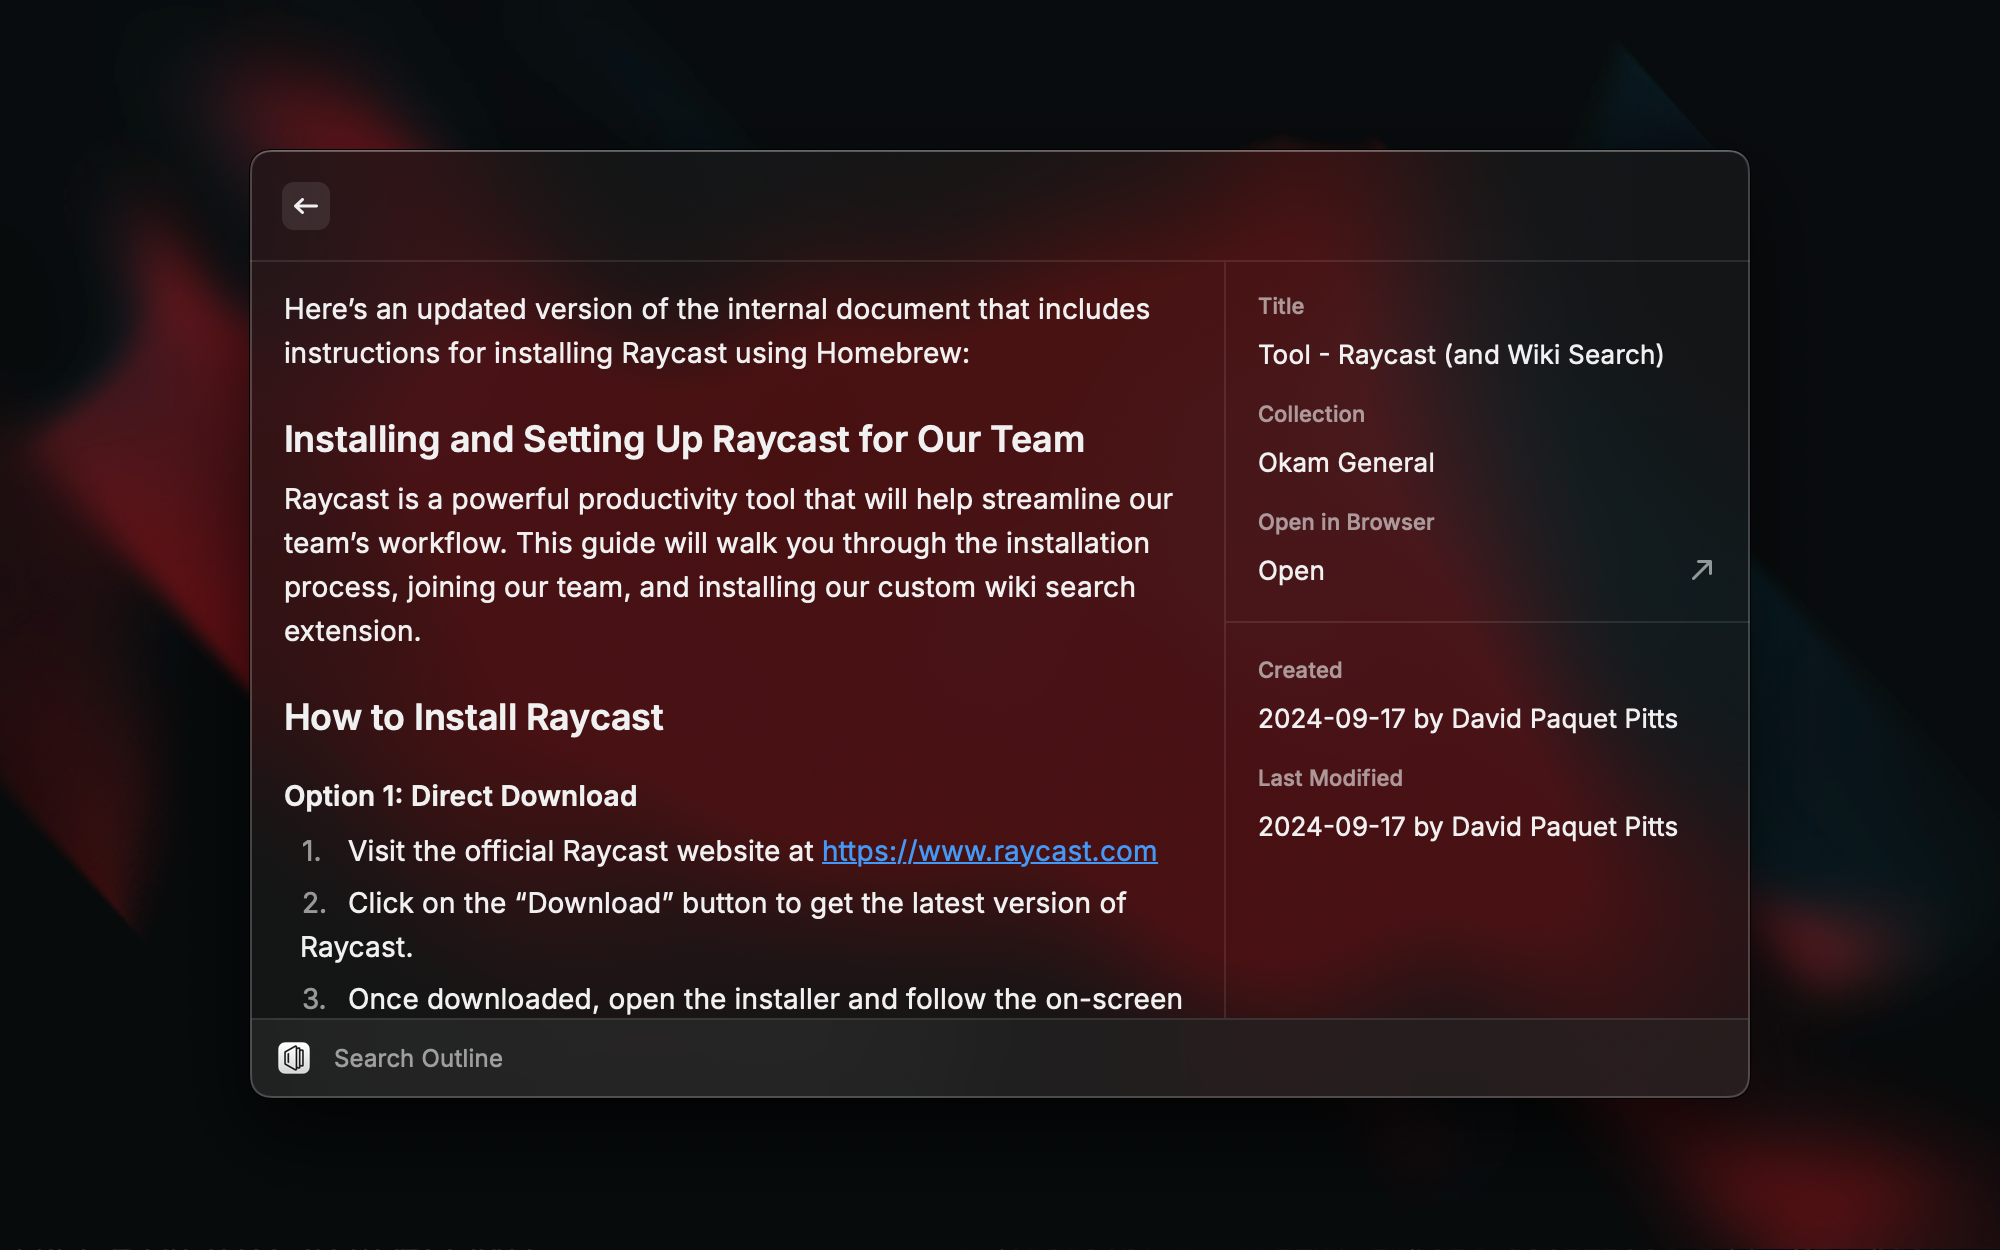 Here’s an updated version of the internal document that includes
instructions for installing Raycast using Homebrew:
Installing and Setting Up Raycast for Our Team
Raycast is a powerful productivity tool that will help streamline our
team’s workflow. This guide will walk you through the installation
process, joining our team, and installing our custom wiki search
extension.
How to Install Raycast
Option 1: Direct Download
1. Visit the official Raycast website at https://www.raycast.com
2. Click on the “Download” button to get the latest version of
Raycast.
3. Once downloaded, open the installer and follow the on-screen
Title
Tool - Raycast (and Wiki Search)
Collection
Okam General
Open in Browser
Open
Created
2024-09-17 by David Paquet Pitts
Last Modified
2024-09-17 by David Paquet Pitts
Search Outline